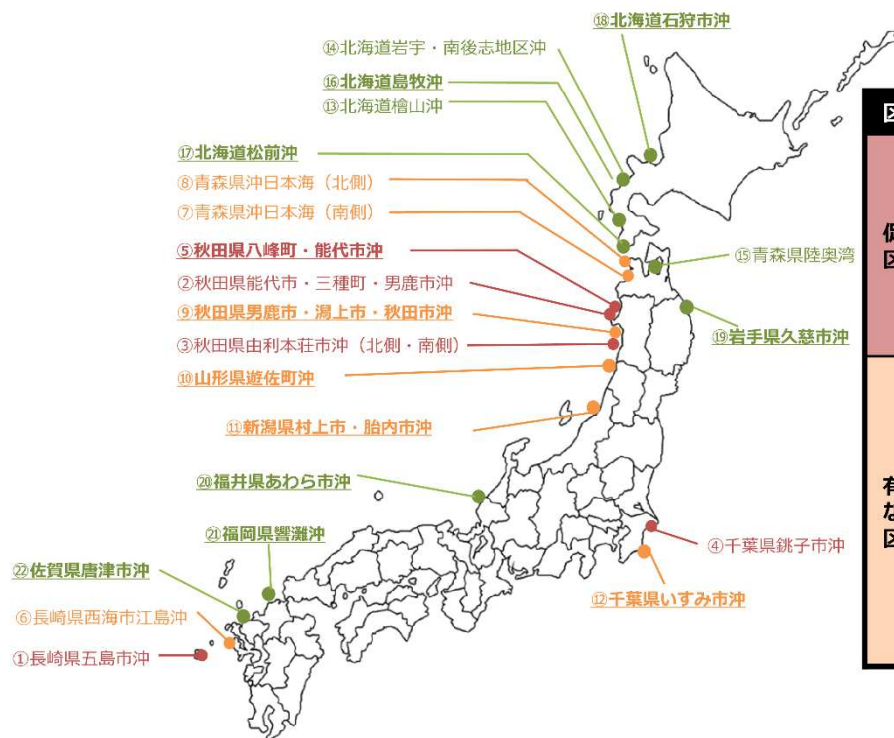 ⑱北海道石狩市沖
⑭北海道岩宇・南後志地区沖
⑯北海道島牧沖
⑬北海道檜山沖
⑰北海道松前沖
⑧青森県沖日本海（北側）
⑦青森県沖日本海（南側）
⑮青森県陸奥湾
⑤秋田県八峰町・能代市沖
②秋田県能代市・三種町・男鹿市沖
⑨秋田県男鹿市・潟上市・秋田市沖
⑲岩手県久慈市沖
③秋田県由利本荘市沖（北側・南側）
⑩山形県遊佐町沖
⑪新潟県村上市・胎内市沖
⑳福井県あわら市沖
㉑福岡県響灘沖
④千葉県銚子市沖
㉒佐賀県唐津市沖
⑫千葉県いすみ市沖
⑥長崎県西海市江島沖
①長崎県五島市沖
区
促
区
有
な
区